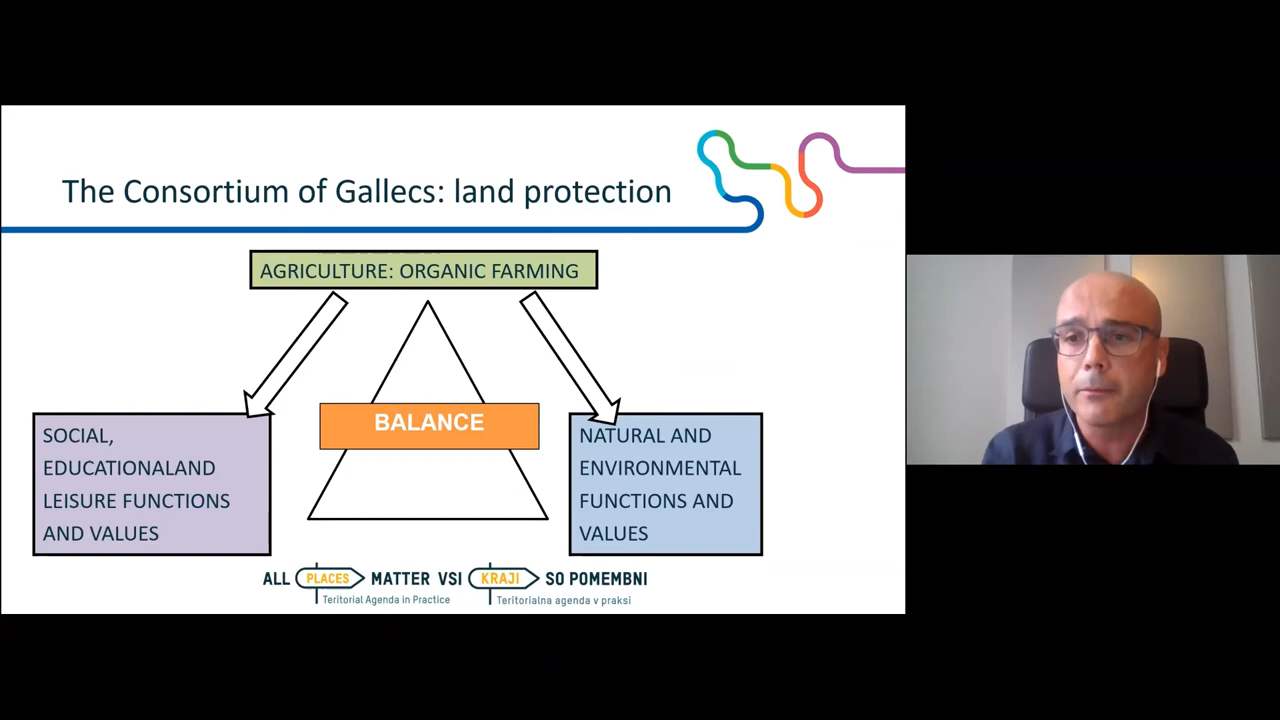 The Consortium of Gallecs: land protection
AGRICULTURE: ORGANIC FARMING
BALANCE
SOCIAL,
EDUCATIONALAND
LEISURE FUNCTIONS
AND VALUES
NATURAL AND
ENVIRONMENTAL
FUNCTIONS AND
VALUES
ALL PLACES MATTER VSI KRAJI SO POMEMBNI
Territorial Agenda in Practice Teritorialna agenda v praksi